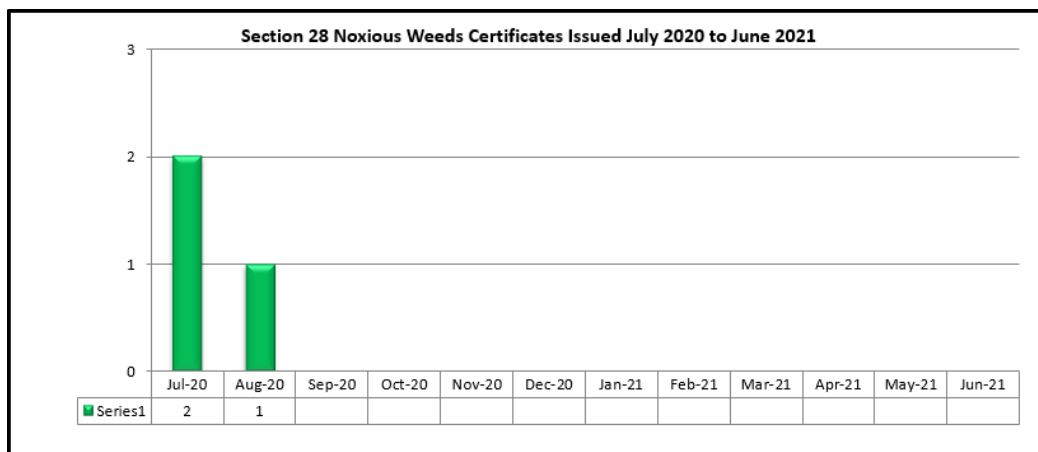 Section 28 Noxious Weeds Certificates Issued July 2020 to June 2021
3
2
1
0
Jul-20 Aug-20 Sep-20 Oct-20 Nov-20 Dec-20 Jan-21 Feb-21 Mar-21 Apr-21 May-21 Jun-21
Series1 2 1